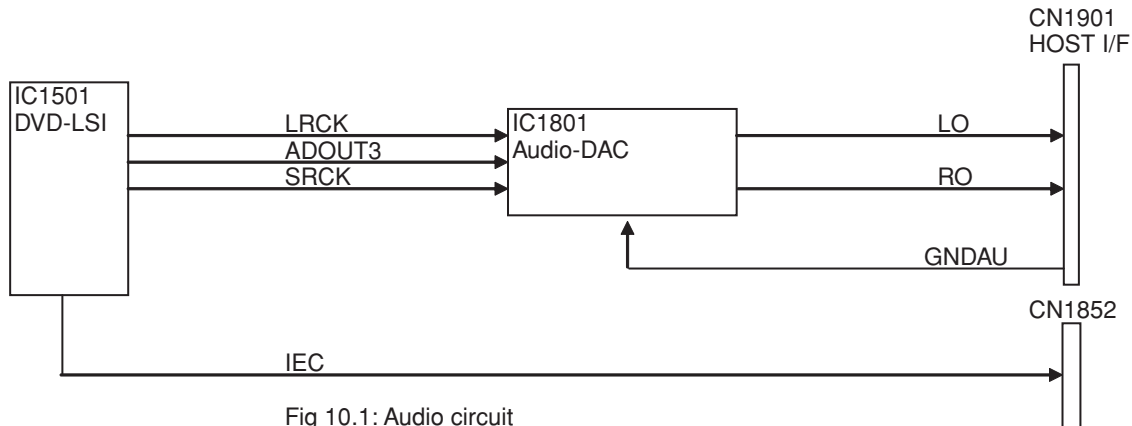 CN1901
HOST I/F
IC1501
DVD-LSI
LRCK
ADOUT3
SRCK
IC1801
Audio-DAC
LO
RO
GNDAU
CN1852
IEC
Fig 10.1: Audio circuit